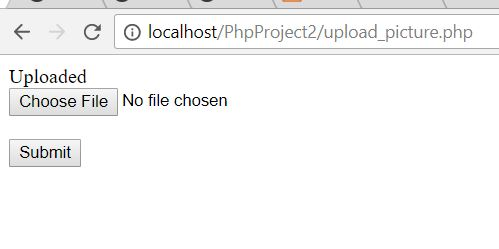 localhost/PhpProject2/upload_picture.php
Uploaded
Choose File No file chosen
Submit